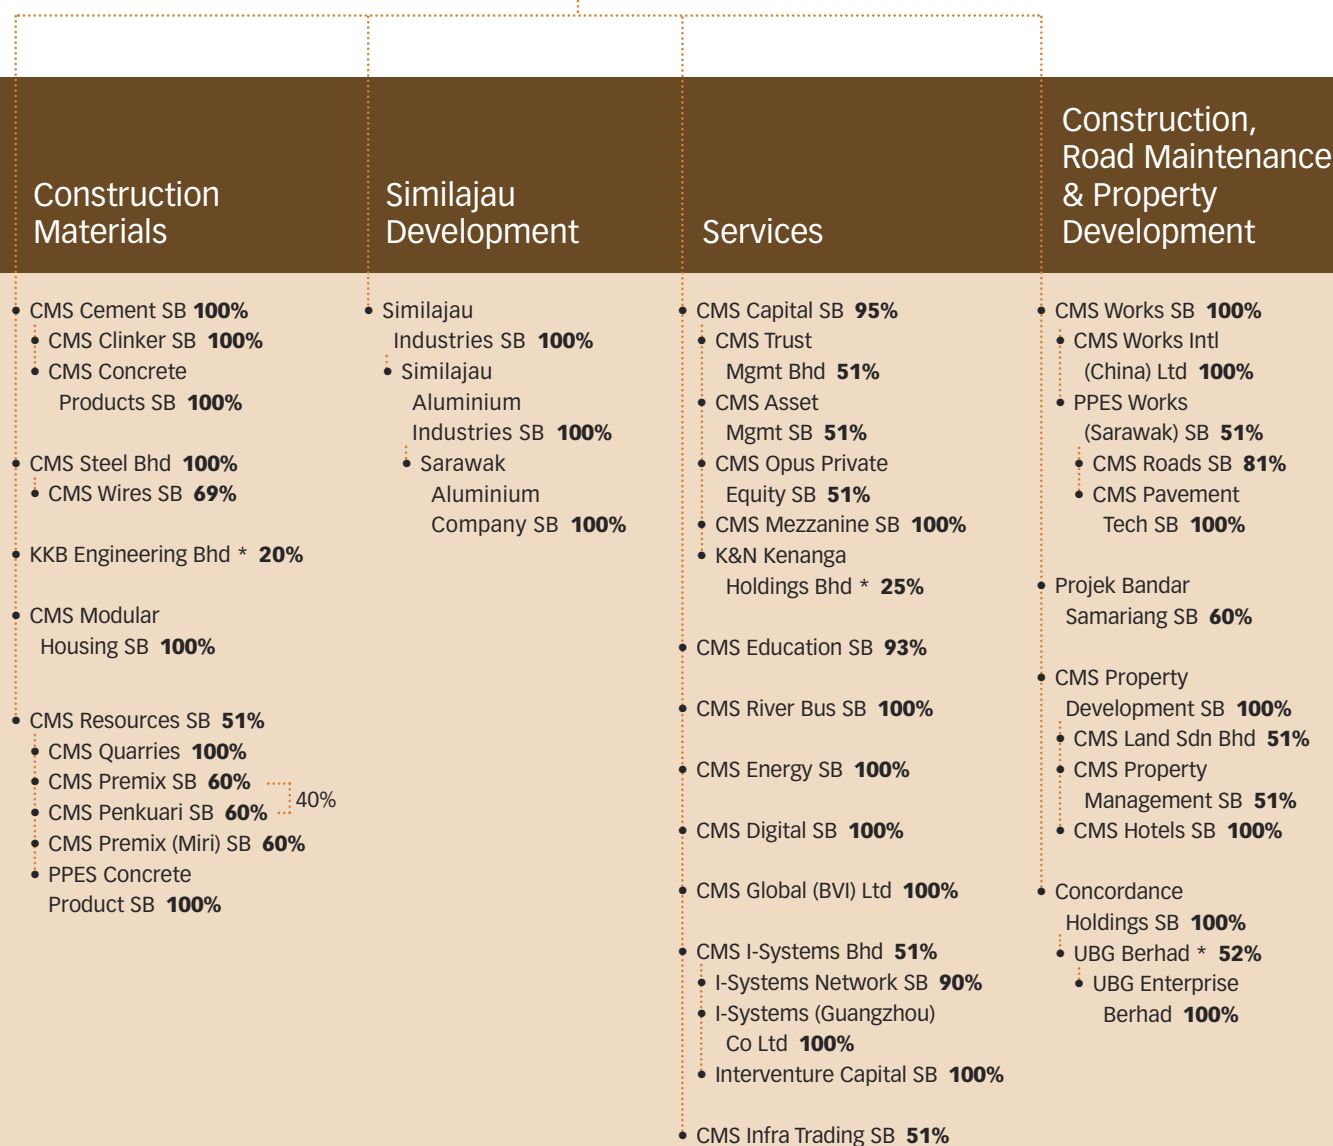 Construction
Materials
CMS Cement SB 100%
CMS Clinker SB 100%
CMS Concrete
Products SB 100%
CMS Steel Bhd 100%
CMS Wires SB 69%
KKB Engineering Bhd * 20%
CMS Modular
Housing SB 100%
CMS Resources SB 51%
CMS Quarries 100%
CMS Premix SB 60%
CMS Penkuari SB 60%
40%
CMS Premix (Miri) SB 60%
PPES Concrete
Product SB 100%
Similajau
Development
Similajau
Industries SB 100%
Similajau
Aluminium
Industries SB 100%
Sarawak
Aluminium
Company SB 100%
Services
CMS Capital SB 95%
CMS Trust
Mgmt Bhd 51%
CMS Asset
Mgmt SB 51%
CMS Opus Private
Equity SB 51%
CMS Mezzanine SB 100%
K&N Kenanga
Holdings Bhd * 25%
CMS Education SB 93%
CMS River Bus SB 100%
CMS Energy SB 100%
CMS Digital SB 100%
CMS Global (BVI) Ltd 100%
CMS I-Systems Bhd 51%
I-Systems Network SB 90%
I-Systems (Guangzhou)
Co Ltd 100%
Interventure Capital SB 100%
CMS Infra Trading SB 51%
Construction,
Road Maintenance
& Property
Development
CMS Works SB 100%
CMS Works Intl
(China) Ltd 100%
PPES Works
(Sarawak) SB 51%
CMS Roads SB 81%
CMS Pavement
Tech SB 100%
Projek Bandar
Samariang SB 60%
CMS Property
Development SB 100%
CMS Land Sdn Bhd 51%
CMS Property
Management SB 51%
CMS Hotels SB 100%
Concordance
Holdings SB 100%
UBG Berhad * 52%
UBG Enterprise
Berhad 100%